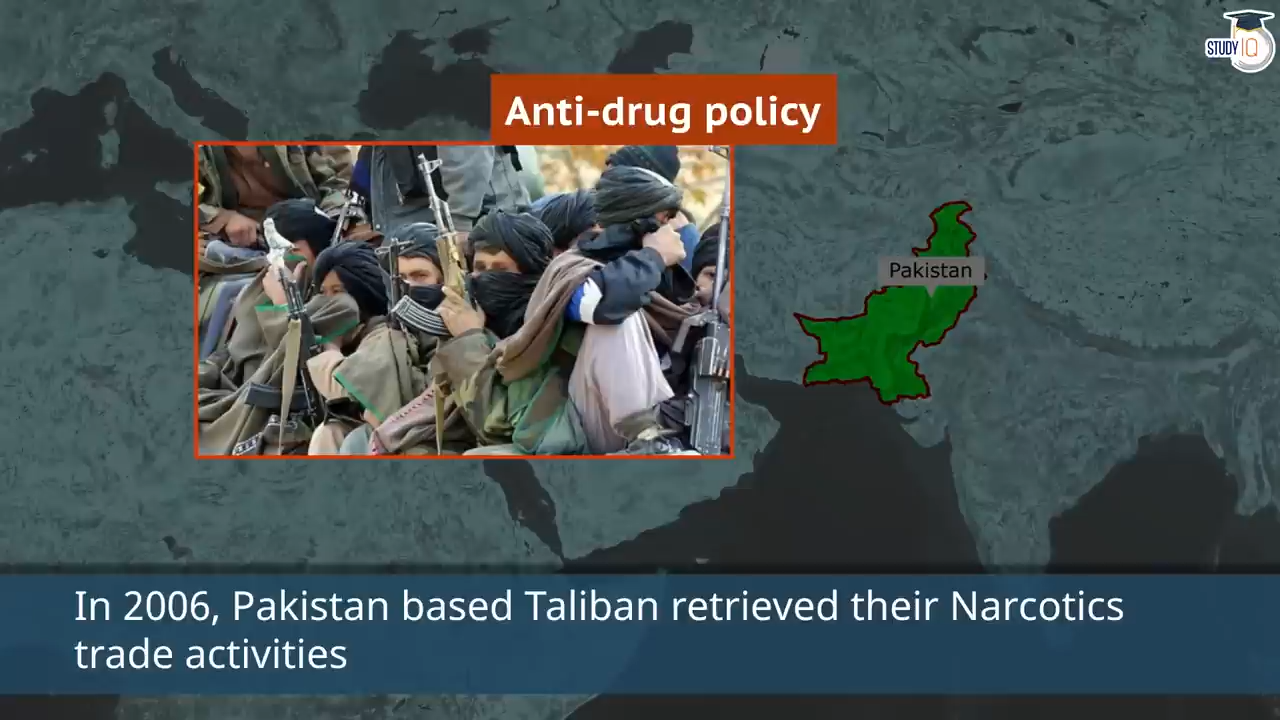 STUDY IQ
Anti-drug policy
Pakistan
In 2006, Pakistan based Taliban retrieved their Narcotics
trade activities